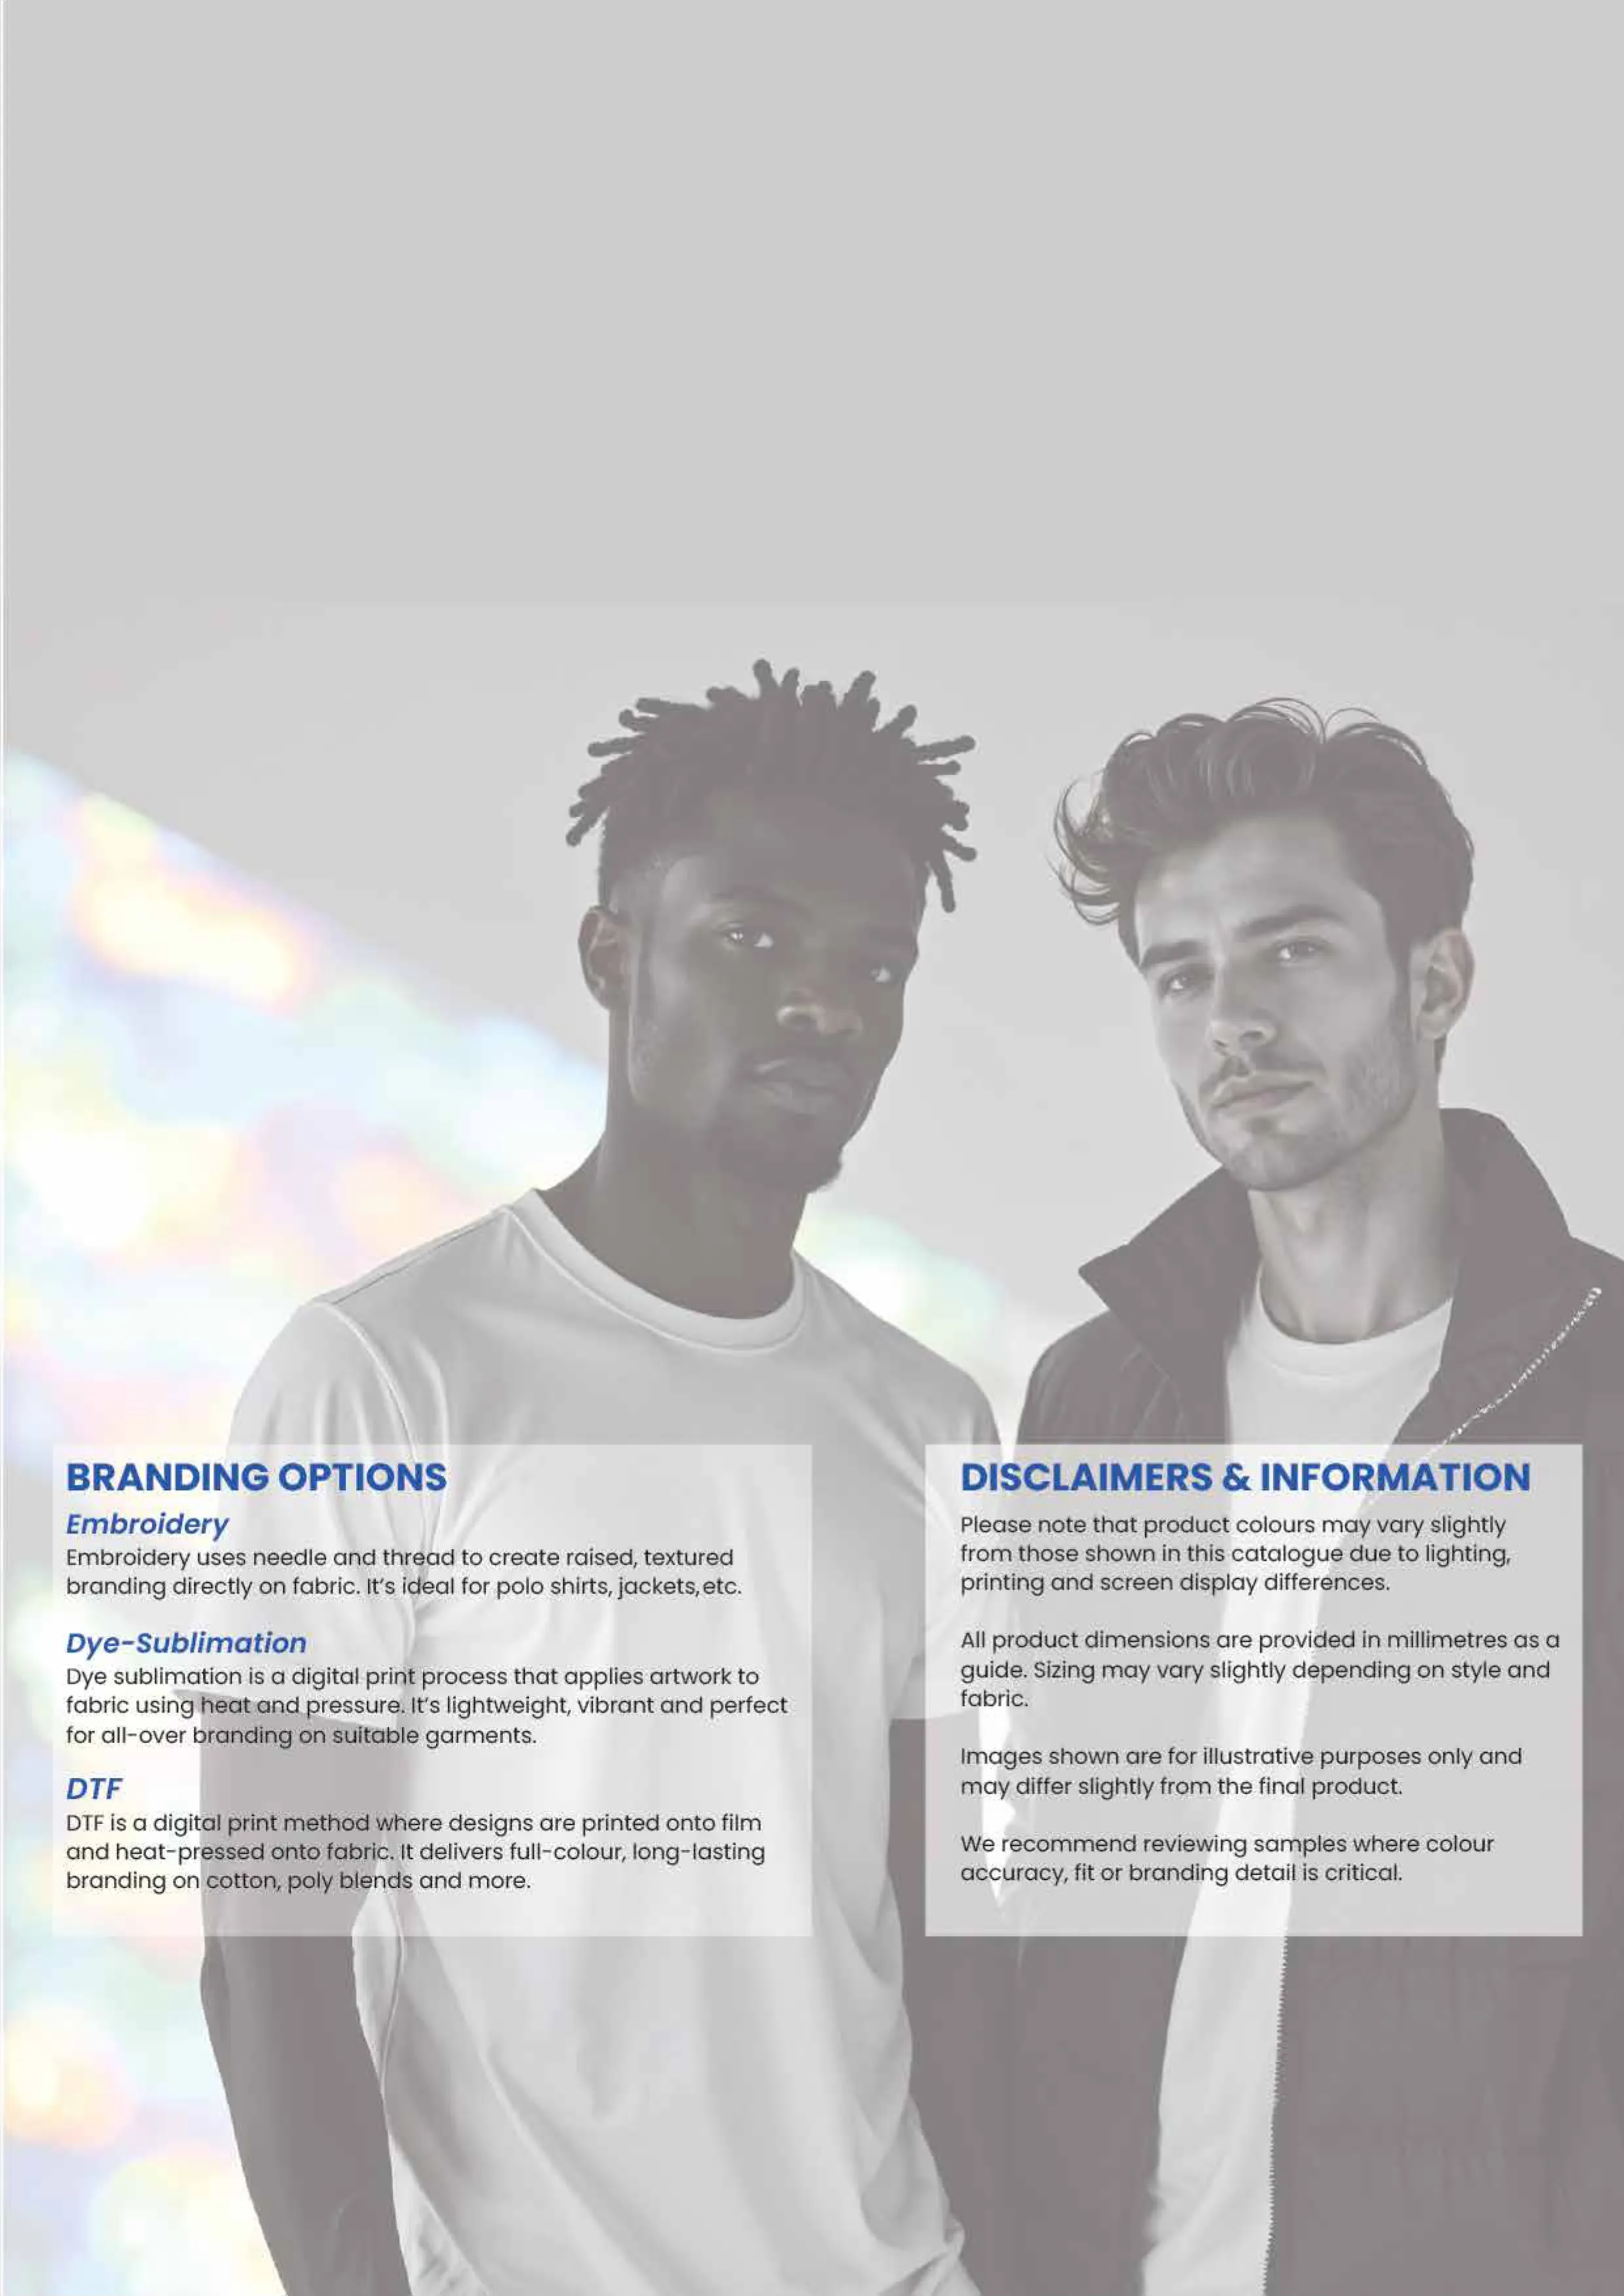 BRANDING OPTIONS
Embroidery
Embroidery uses needle and thread to create raised, textured
branding directly on fabric. It's ideal for polo shirts, jackets, etc.
Dye-Sublimation
Dye sublimation is a digital print process that applies artwork to
fabric using heat and pressure. It's lightweight, vibrant and perfect
for all-over branding on suitable garments.
DTF
DTF is a digital print method where designs are printed onto film
and heat-pressed onto fabric. It delivers full-colour, long-lasting
branding on cotton, poly blends and more.
DISCLAIMERS & INFORMATION
Please note that product colours may vary slightly
from those shown in this catalogue due to lighting,
printing and screen display differences.
All product dimensions are provided in millimetres as a
guide. Sizing may vary slightly depending on style and
fabric.
Images shown are for illustrative purposes only and
may differ slightly from the final product.
We recommend reviewing samples where colour
accuracy, fit or branding detail is critical.